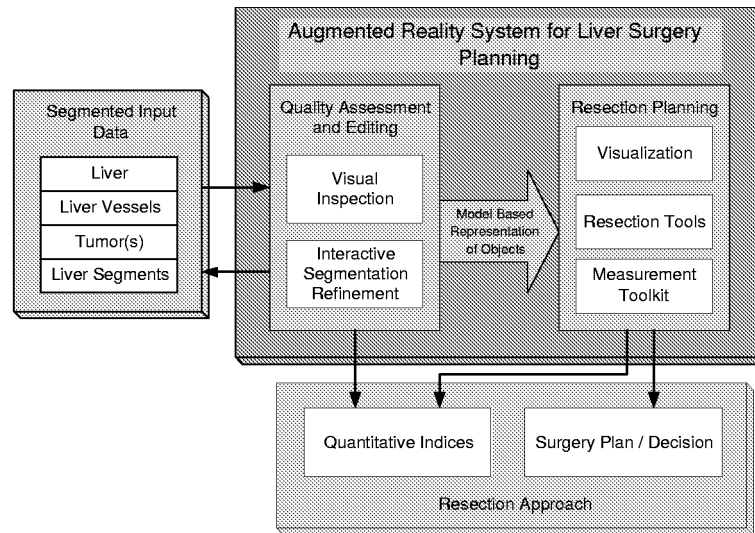 Augmented Reality System for Liver Surgery
Planning
Segmented Input
Data
Liver
Liver Vessels
Tumor(s)
Liver Segments
Quality Assessment
and Editing
Visual
Inspection
Interactive
Segmentation
Refinement
Model Based
Representation
of Objects
Resection Planning
Visualization
Resection Tools
Measurement
Toolkit
Quantitative Indices
Surgery Plan / Decision
Resection Approach